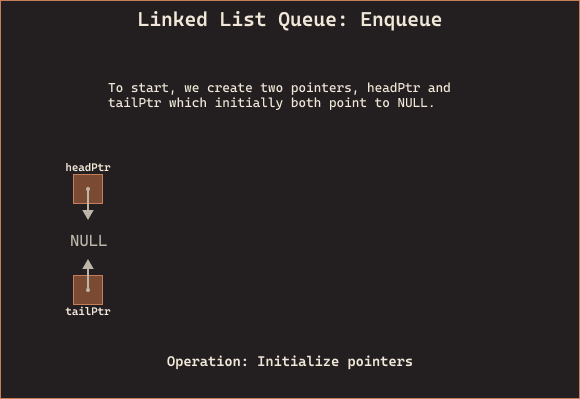 Linked List Queue: Enqueue
To start, we create two pointers, headPtr and
tailPtr which initially both point to NULL.
headPtr
NULL
tailPtr
Operation: Initialize pointers